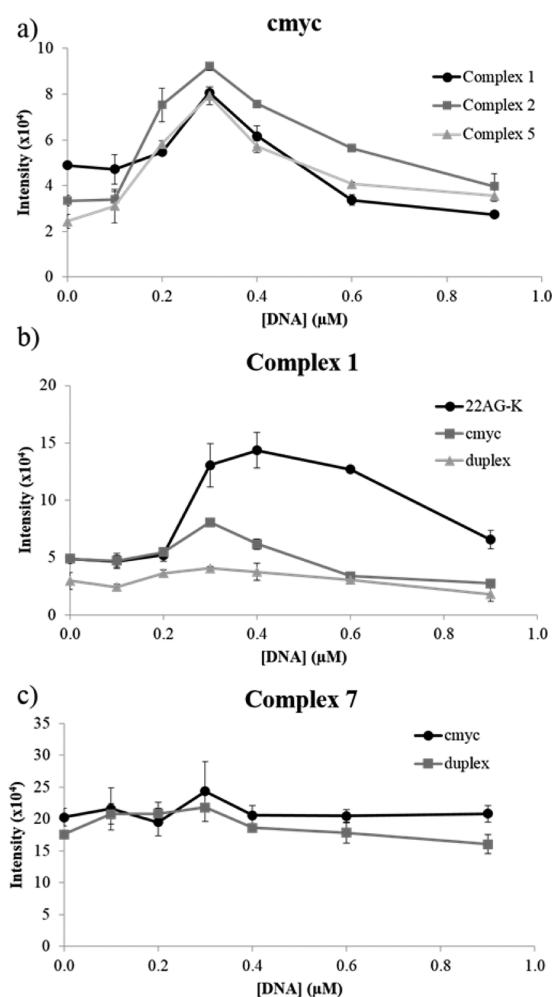 a)
cmyc
10
8
6
4
2
0
Intensity (x10⁴)
Complex 1
Complex 2
Complex 5
0.0 0.2 0.4 0.6 0.8 1.0
[DNA] (µM)
b)
Complex 1
20
15
10
5
0
Intensity (x10⁴)
22AG-K
cmyc
duplex
0.0 0.2 0.4 0.6 0.8 1.0
[DNA] (µM)
c)
Complex 7
35
30
25
20
15
10
5
0
Intensity (x10⁴)
cmyc
duplex
0.0 0.2 0.4 0.6 0.8 1.0
[DNA] (µM)